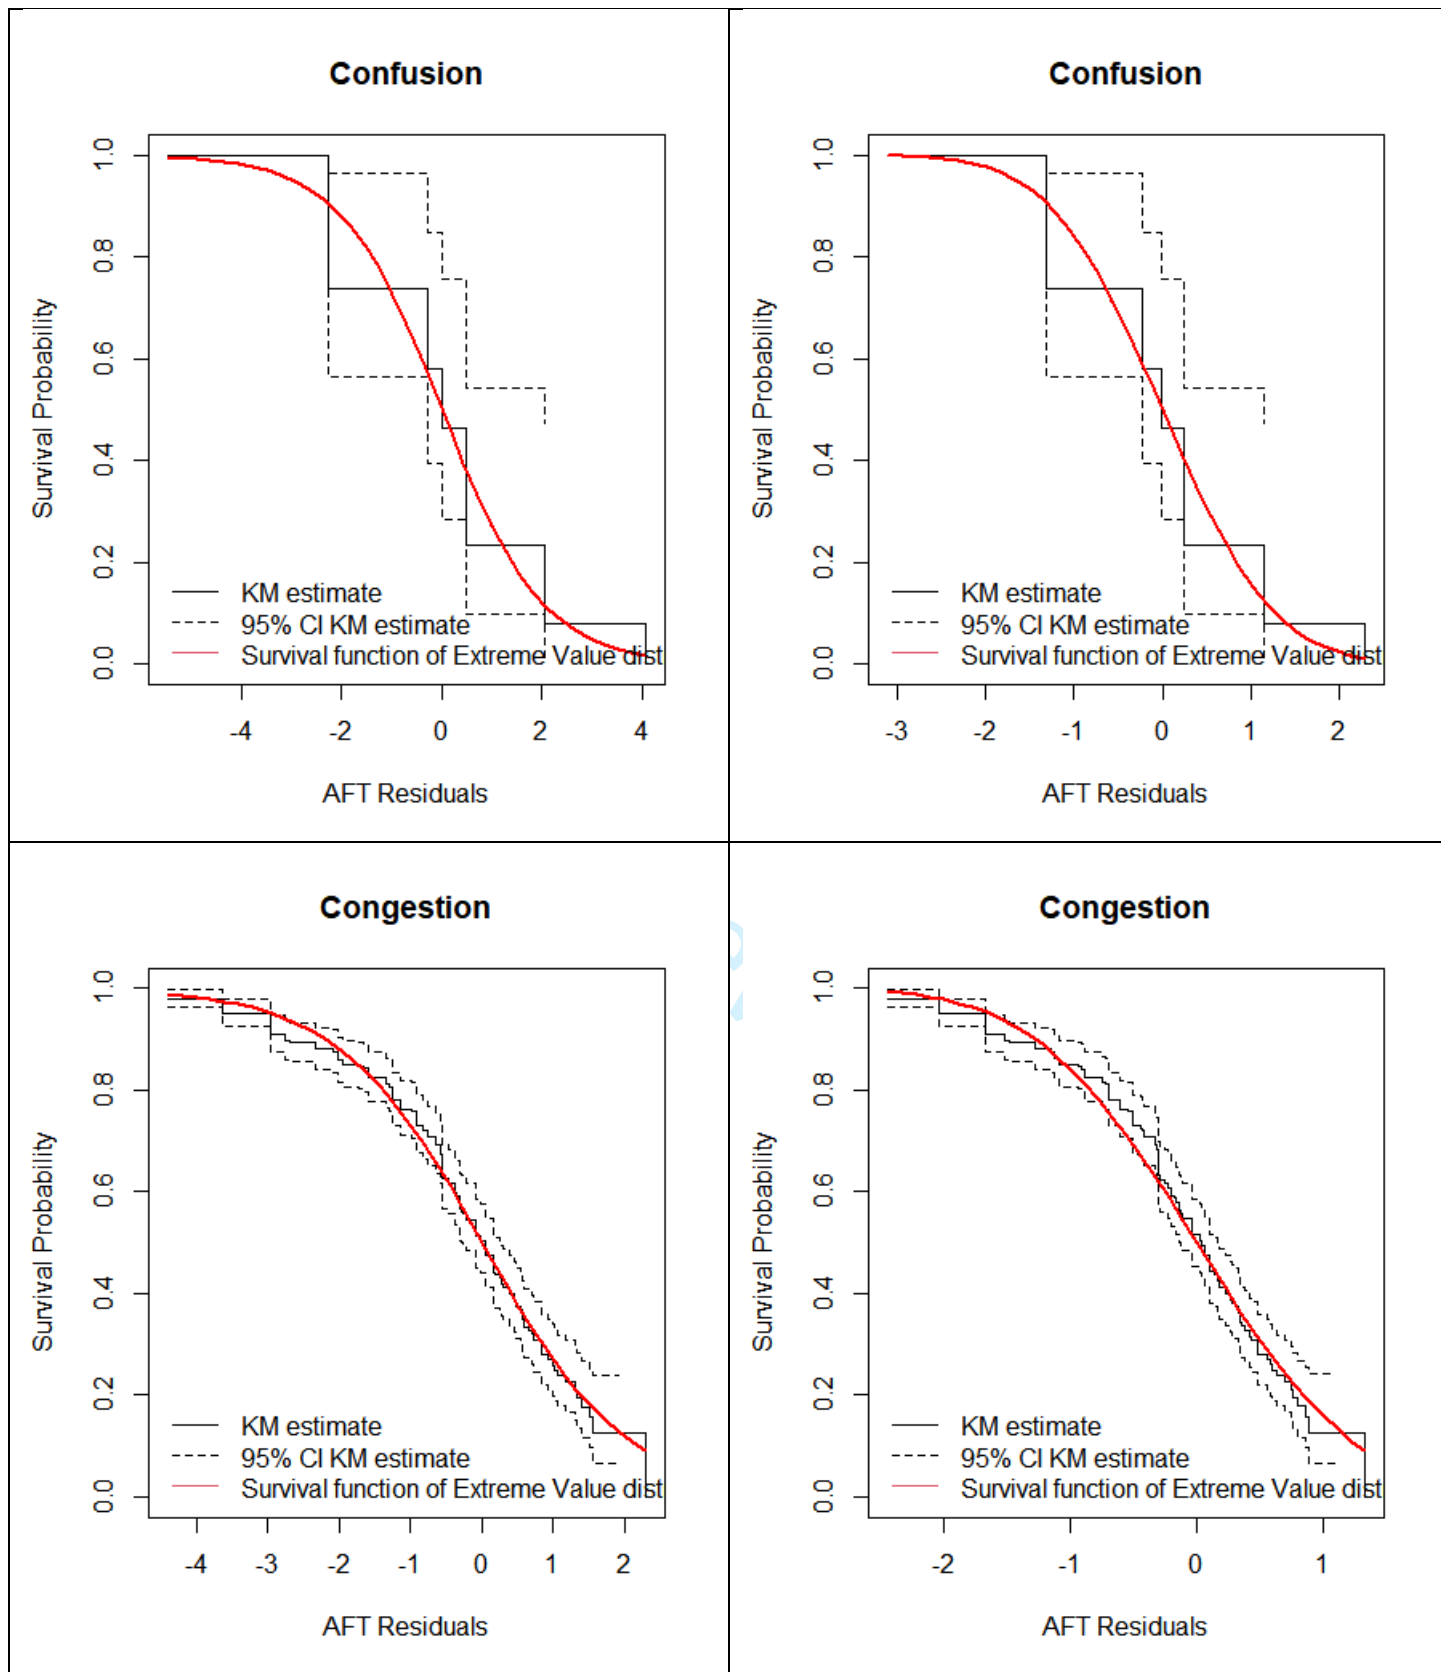 Confusion
Survival Probability
1.0
0.8
0.6
0.4
0.2
0.0
KM estimate
95% CI KM estimate
Survival function of Extreme Value dist
-4 -2 0 2 4
AFT Residuals
Confusion
Survival Probability
1.0
0.8
0.6
0.4
0.2
0.0
KM estimate
95% CI KM estimate
Survival function of Extreme Value dist
-3 -2 -1 0 1 2
AFT Residuals
Congestion
Survival Probability
1.0
0.8
0.6
0.4
0.2
0.0
KM estimate
95% CI KM estimate
Survival function of Extreme Value dist
-4 -3 -2 -1 0 1 2
AFT Residuals
Congestion
Survival Probability
1.0
0.8
0.6
0.4
0.2
0.0
KM estimate
95% CI KM estimate
Survival function of Extreme Value dist
-2 -1 0 1
AFT Residuals